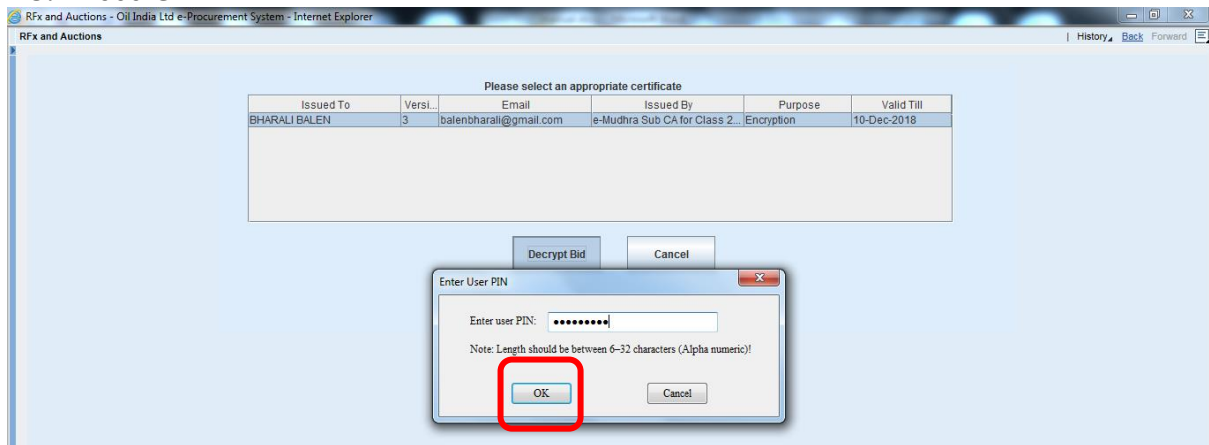 RFx and Auctions - Oil India Ltd e-Procurement System - Internet Explorer
RFx and Auctions | History Back Forward
Please select an appropriate certificate
Issued To Versi... Email Issued By Purpose Valid Till
BHARALI BALEN 3 balenbharali@gmail.com e-Mudhra Sub CA for Class 2... Encryption 10-Dec-2018
Decrypt Bid Cancel
Enter User PIN
Enter user PIN: •••••••••
Note: Length should be between 6–32 characters (Alpha numeric)!
OK Cancel